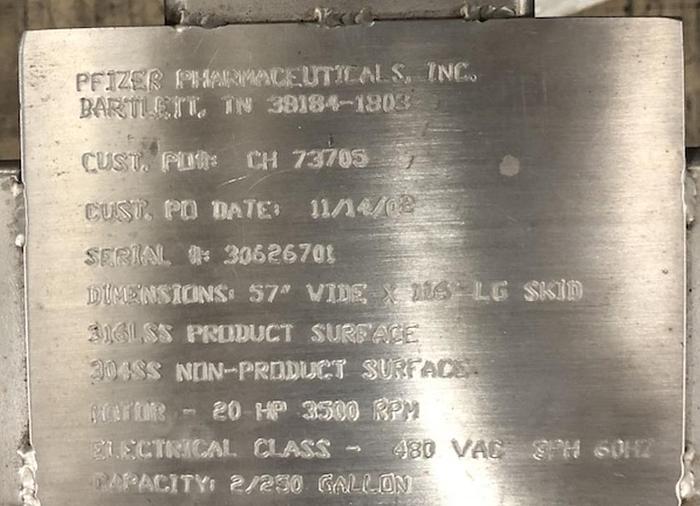 PFIZER PHARMACEUTICALS, INC.
BARTLETT, TN 38184-1803
CUST. PO#: CH 73705
CUST. PO DATE: 11/14/02
SERIAL #: 30626701
DIMENSIONS: 57" WIDE X 116" LG SKID
316LSS PRODUCT SURFACE
304SS NON-PRODUCT SURFACE
MOTOR - 20 HP 3500 RPM
ELECTRICAL CLASS - 480 VAC 3PH 60HZ
CAPACITY: 2/250 GALLON